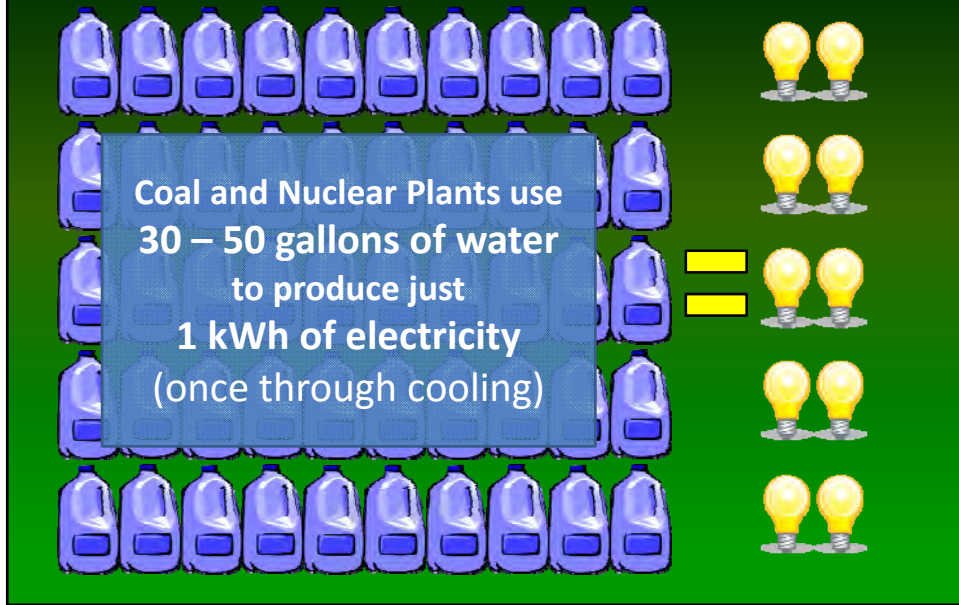 Coal and Nuclear Plants use
30 – 50 gallons of water
to produce just
1 kWh of electricity
(once through cooling)